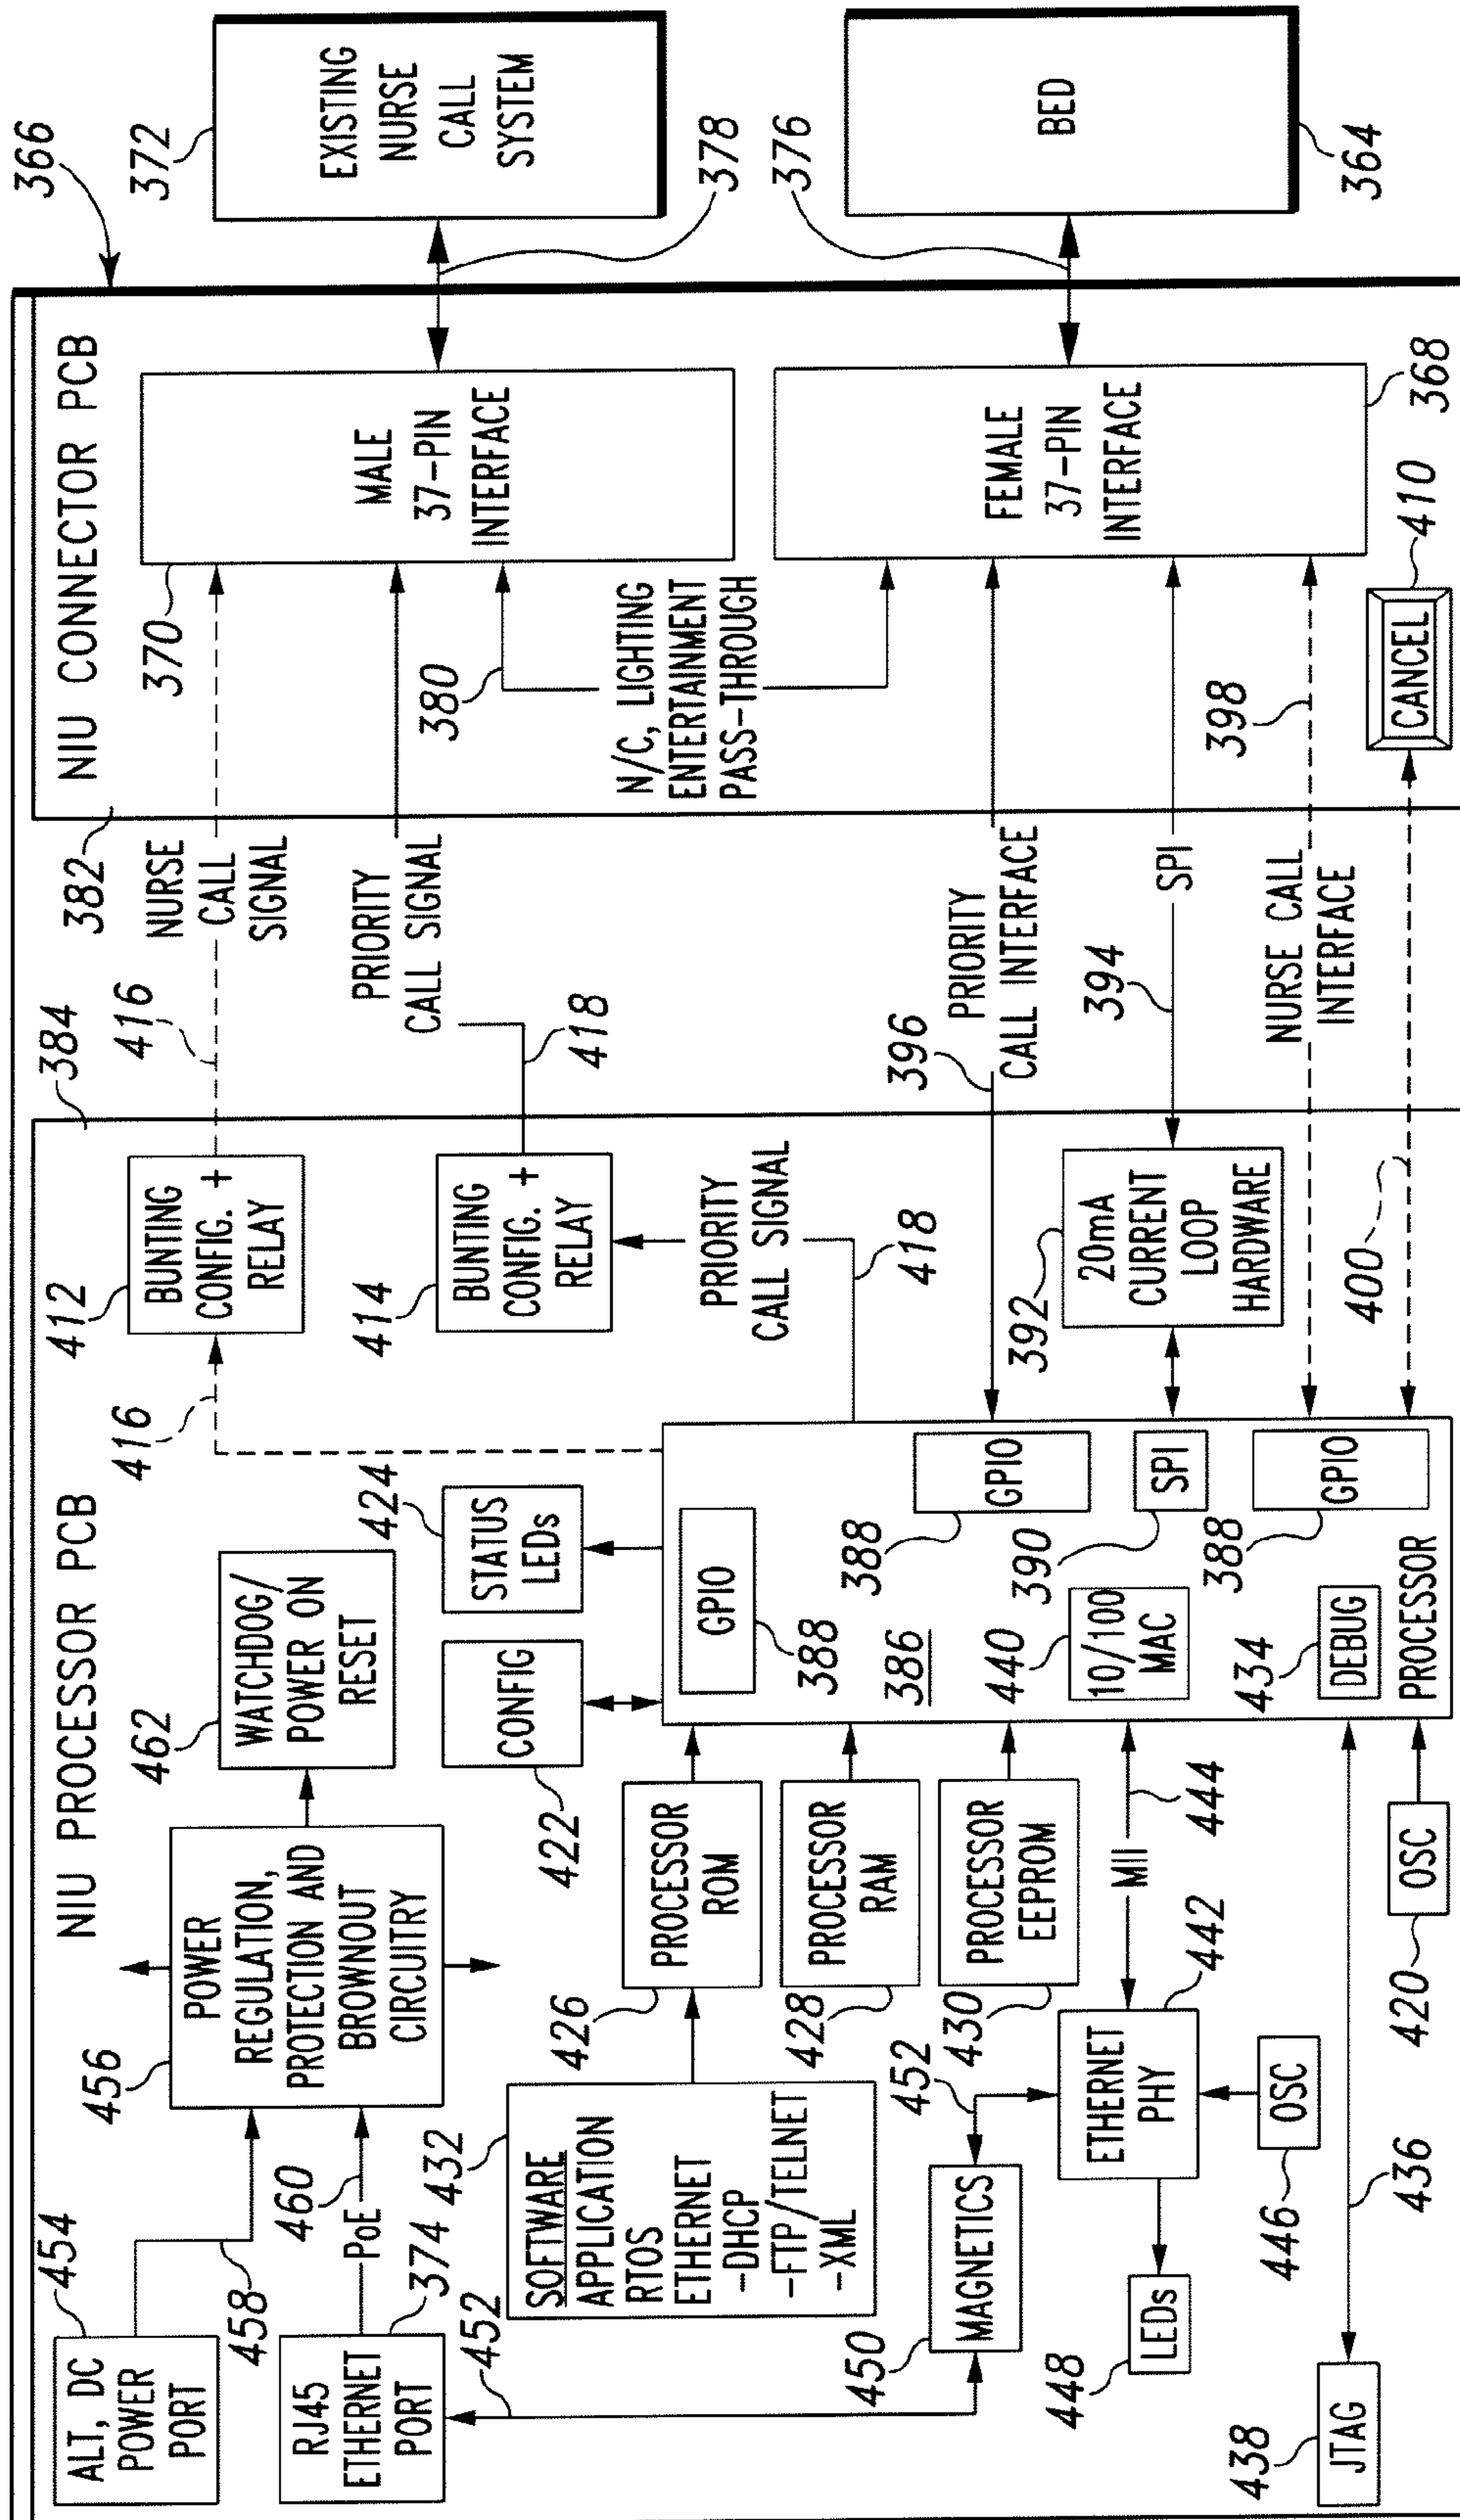 366
NIU CONNECTOR PCB
372
EXISTING
NURSE
CALL
SYSTEM
378
376
BED
364
370
MALE
37-PIN
INTERFACE
380
N/C, LIGHTING
ENTERTAINMENT
PASS-THROUGH
FEMALE
37-PIN
INTERFACE
368
398
CANCEL
410
382
NURSE
CALL
SIGNAL
416
PRIORITY
CALL SIGNAL
418
PRIORITY
CALL INTERFACE
396
SPI
394
NURSE CALL
INTERFACE
400
384
NIU PROCESSOR PCB
412
BUNTING
CONFIG. +
RELAY
416
414
BUNTING
CONFIG. +
RELAY
PRIORITY
CALL SIGNAL
418
392
20mA
CURRENT
LOOP
HARDWARE
462
WATCHDOG/
POWER ON
RESET
424
STATUS
LEDs
CONFIG
422
GPIO
388
386
388
GPIO
390
SPI
388
GPIO
440
10/100
MAC
434
DEBUG
PROCESSOR
456
POWER
REGULATION,
PROTECTION AND
BROWNOUT
CIRCUITRY
PROCESSOR
ROM
426
PROCESSOR
RAM
428
PROCESSOR
EEPROM
430
MII
444
442
ETHERNET
PHY
OSC
420
OSC
446
436
454
ALT, DC
POWER
PORT
458
460
PoE
374
RJ45
ETHERNET
PORT
452
432
SOFTWARE
APPLICATION
RTOS
ETHERNET
-DHCP
-FTP/TELNET
-XML
452
MAGNETICS
450
LEDs
448
JTAG
438